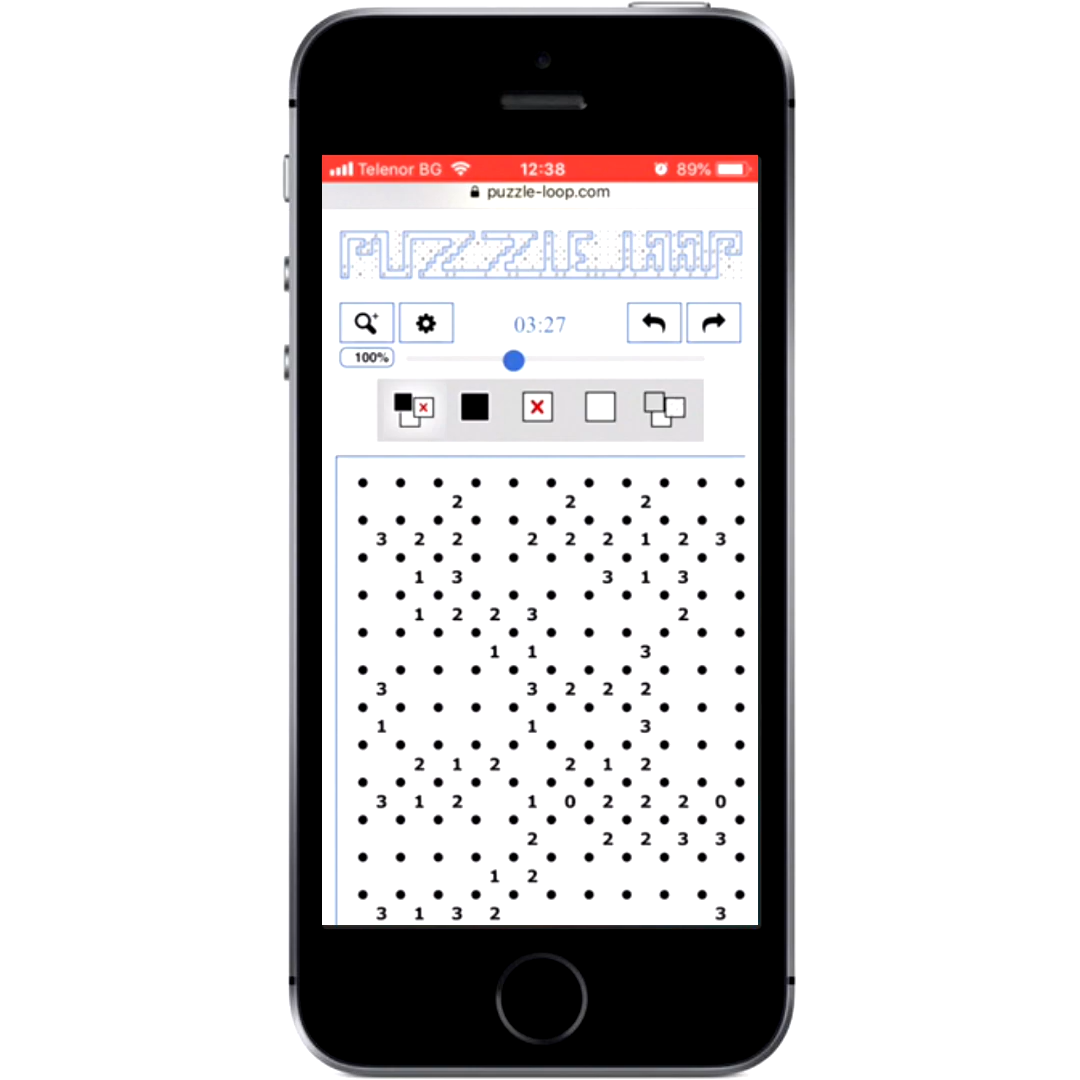 Telenor BG 12:38 89%
puzzle-loop.com
PUZZLE LOOP
03:27
100%
2 2 2
3 2 2 2 2 2 1 2 3
1 3 3 1 3
1 2 2 3 2
1 1 3
3 3 2 2 2
1 1 3
2 1 2 2 1 2
3 1 2 1 0 2 2 2 0
2 2 2 3 3
1 2
3 1 3 2 3